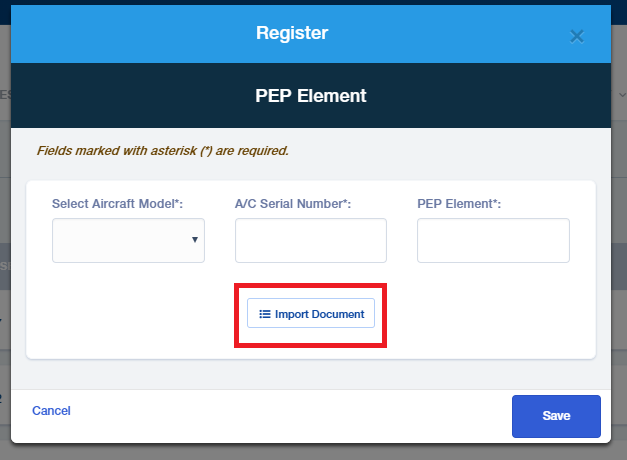 Register
PEP Element
Fields marked with asterisk (*) are required.
Select Aircraft Model*: A/C Serial Number*: PEP Element*:
Import Document
Cancel Save